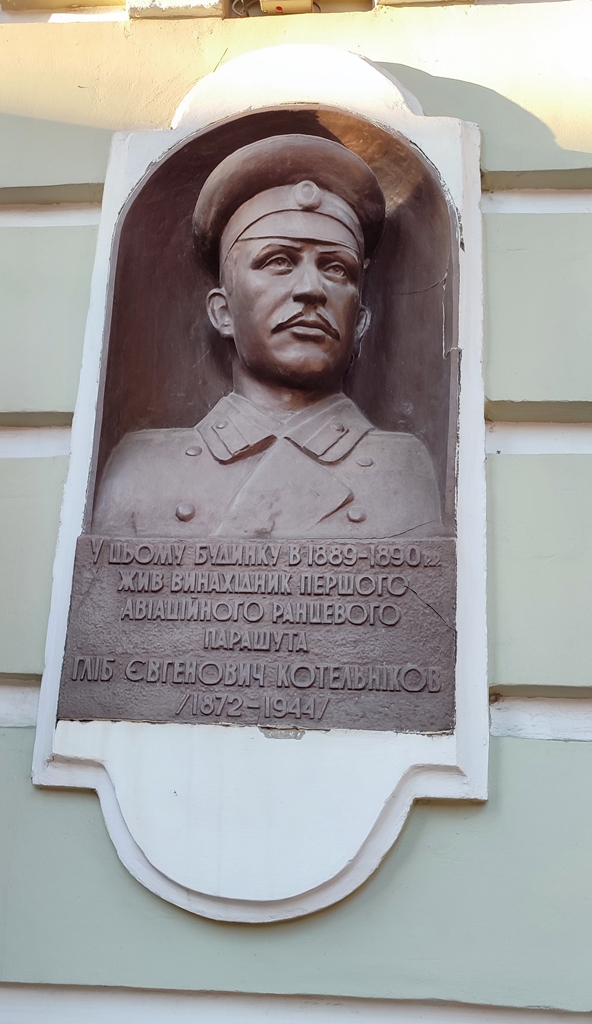 У ЦЬОМУ БУДИНКУ В 1889-1890 рр.
ЖИВ ВИНАХІДНИК ПЕРШОГО
АВІАЦІЙНОГО РАНЦЕВОГО
ПАРАШУТА
ГЛІБ ЄВГЕНОВИЧ КОТЕЛЬНІКОВ
/1872-1944/